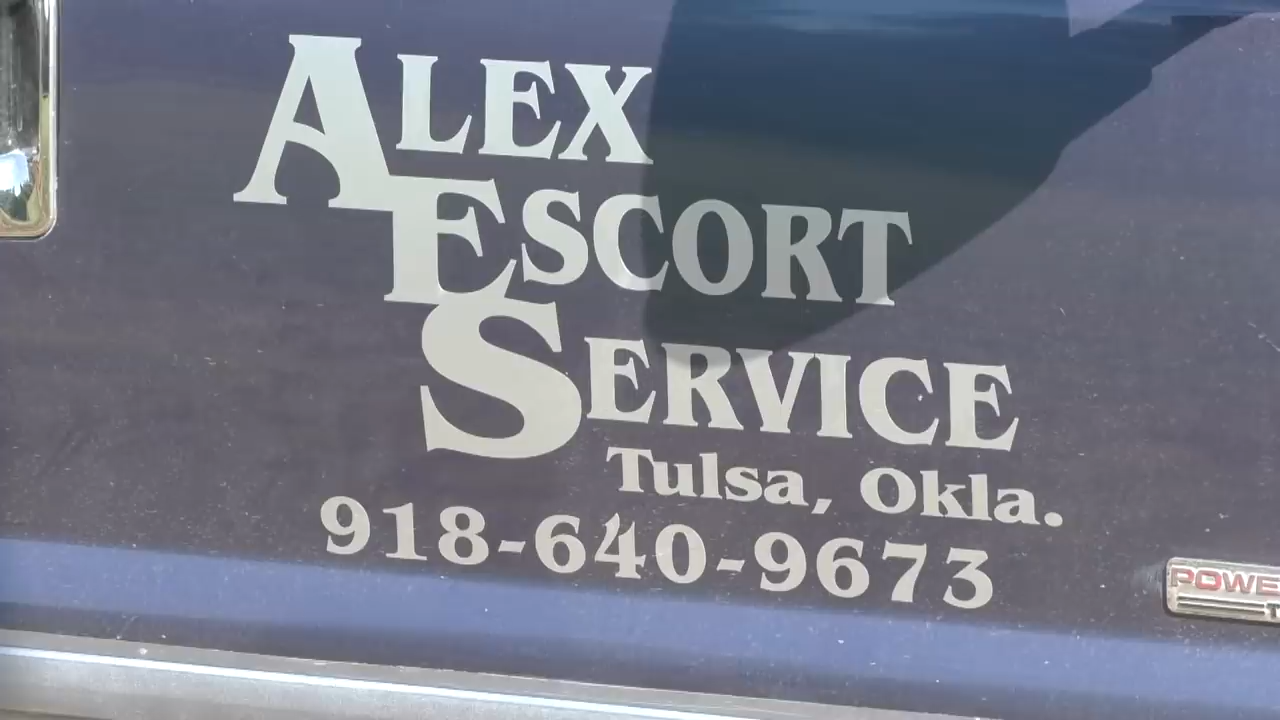 ALEX
ESCORT
SERVICE
Tulsa, Okla.
918-640-9673